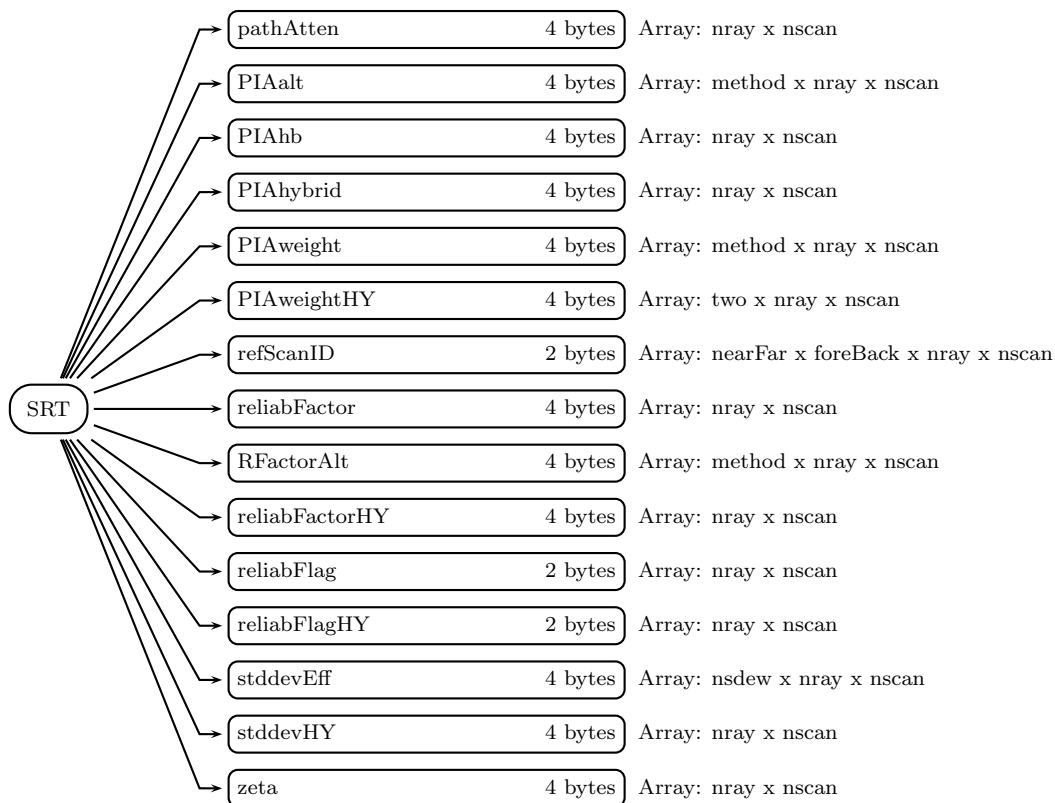 pathAtten 4 bytes Array: nray x nscan
PIAalt 4 bytes Array: method x nray x nscan
PIAhb 4 bytes Array: nray x nscan
PIAhybrid 4 bytes Array: nray x nscan
PIAweight 4 bytes Array: method x nray x nscan
PIAweightHY 4 bytes Array: two x nray x nscan
refScanID 2 bytes Array: nearFar x foreBack x nray x nscan
SRT reliabFactor 4 bytes Array: nray x nscan
RFactorAlt 4 bytes Array: method x nray x nscan
reliabFactorHY 4 bytes Array: nray x nscan
reliabFlag 2 bytes Array: nray x nscan
reliabFlagHY 2 bytes Array: nray x nscan
stddevEff 4 bytes Array: nsdew x nray x nscan
stddevHY 4 bytes Array: nray x nscan
zeta 4 bytes Array: nray x nscan